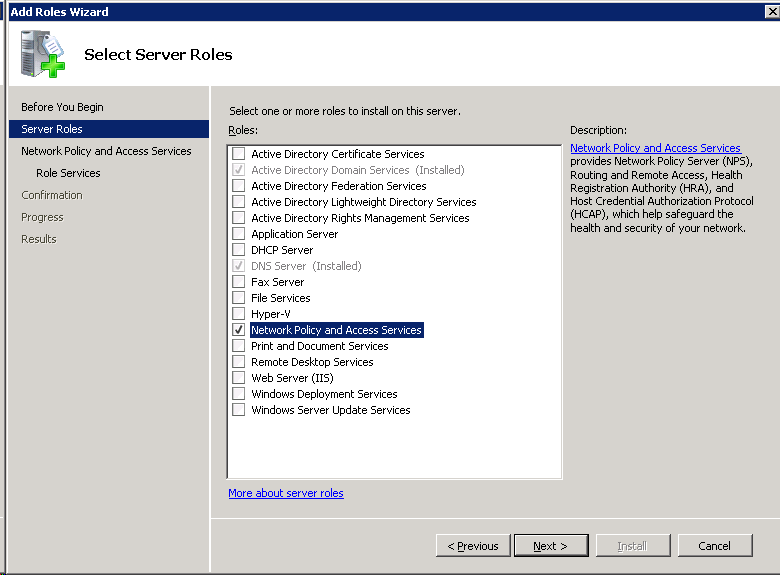 Add Roles Wizard
Select Server Roles
Before You Begin
Server Roles
Network Policy and Access Services
Role Services
Confirmation
Progress
Results
Select one or more roles to install on this server.
Roles:
Active Directory Certificate Services
Active Directory Domain Services (Installed)
Active Directory Federation Services
Active Directory Lightweight Directory Services
Active Directory Rights Management Services
Application Server
DHCP Server
DNS Server (Installed)
Fax Server
File Services
Hyper-V
Network Policy and Access Services
Print and Document Services
Remote Desktop Services
Web Server (IIS)
Windows Deployment Services
Windows Server Update Services
More about server roles
Description:
Network Policy and Access Services
provides Network Policy Server (NPS),
Routing and Remote Access, Health
Registration Authority (HRA), and
Host Credential Authorization Protocol
(HCAP), which help safeguard the
health and security of your network.
< Previous
Next >
Install
Cancel